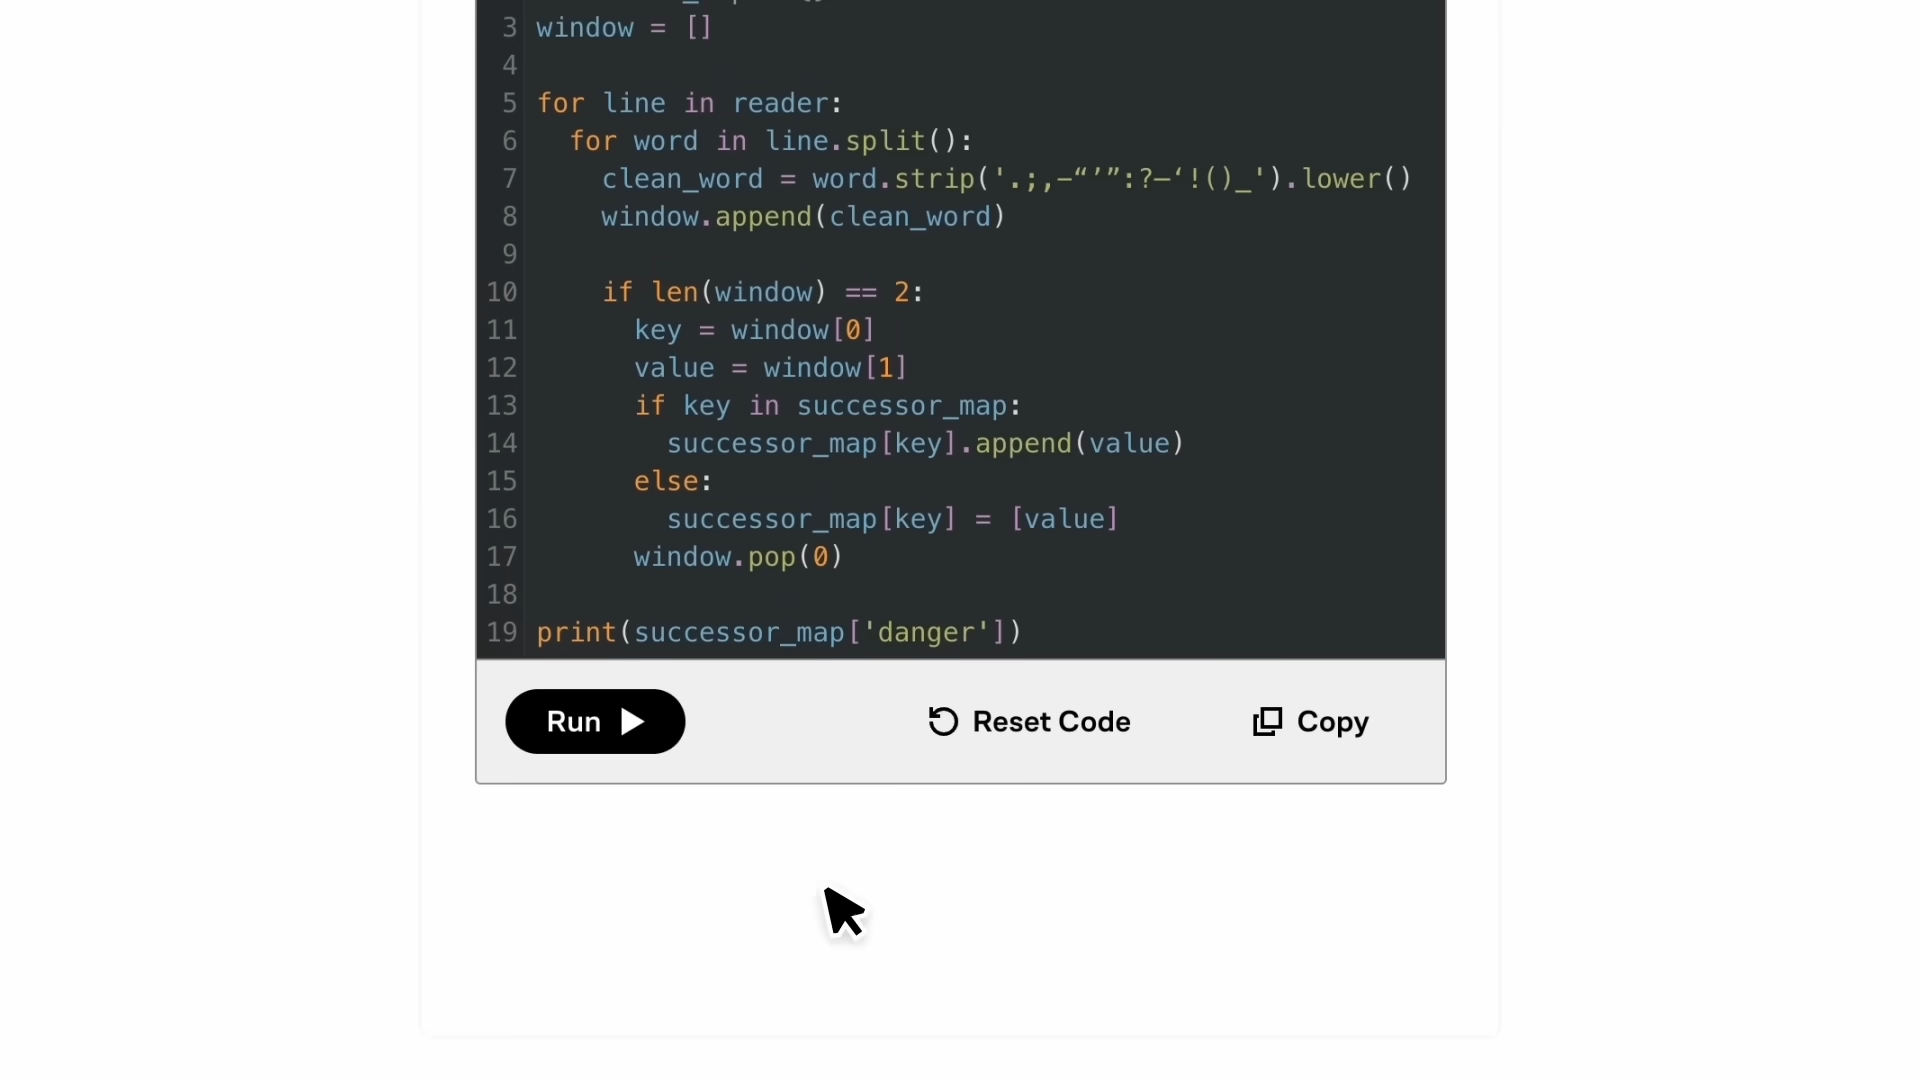 3 window = []
4
5 for line in reader:
6 for word in line.split():
7 clean_word = word.strip('.;,—“’”:?—‘!()_').lower()
8 window.append(clean_word)
9
10 if len(window) == 2:
11 key = window[0]
12 value = window[1]
13 if key in successor_map:
14 successor_map[key].append(value)
15 else:
16 successor_map[key] = [value]
17 window.pop(0)
18
19 print(successor_map['danger'])
Run
Reset Code
Copy